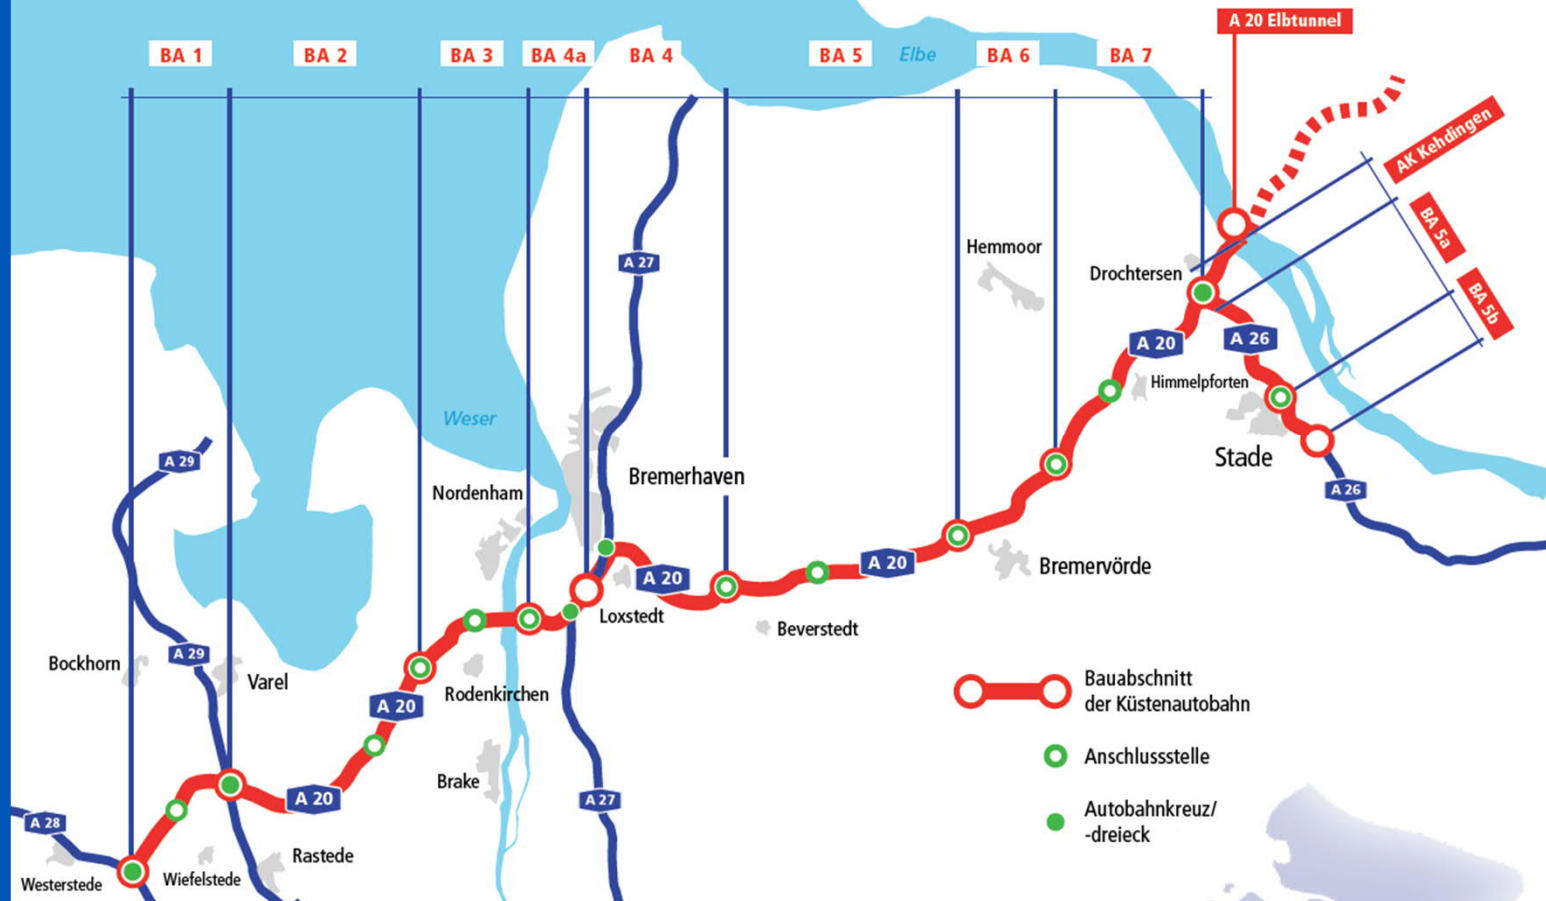 A 20 Elbtunnel
BA 1
BA 2
BA 3
BA 4a
BA 4
BA 5
Elbe
BA 6
BA 7
AK Kehdingen
BA 5a
BA 5b
A 27
Hemmoor
Drochtersen
A 20
A 26
Himmelpforten
Weser
A 29
Stade
Bremerhaven
Nordenham
A 26
A 20
A 20
Bremervörde
Loxstedt
Beverstedt
A 29
Bockhorn
Varel
Rodenkirchen
A 20
Bauabschnitt
der Küstenautobahn
Anschlussstelle
Brake
A 20
A 27
Autobahnkreuz/
-dreieck
A 28
Rastede
Westerstede
Wiefelstede